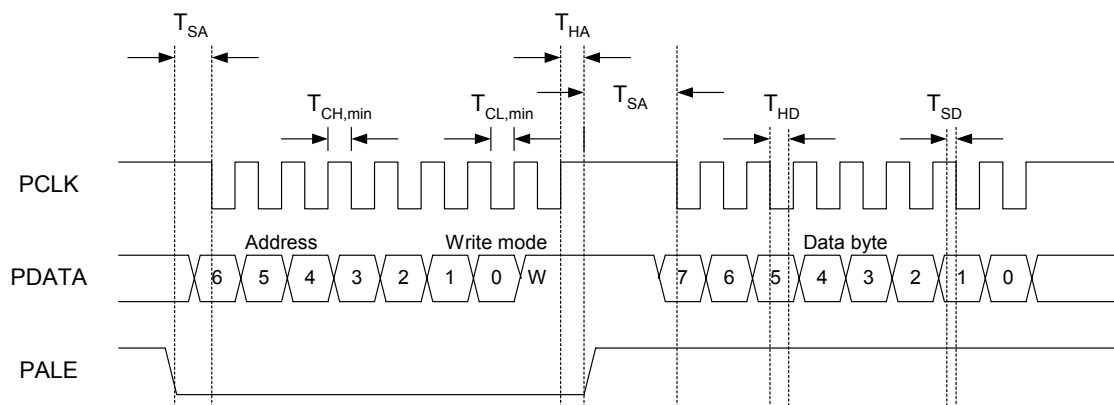 T_SA T_HA
T_SA
T_CH,min T_CL,min T_HD T_SD
PCLK
Address Write mode Data byte
PDATA 6 5 4 3 2 1 0 W 7 6 5 4 3 2 1 0
PALE